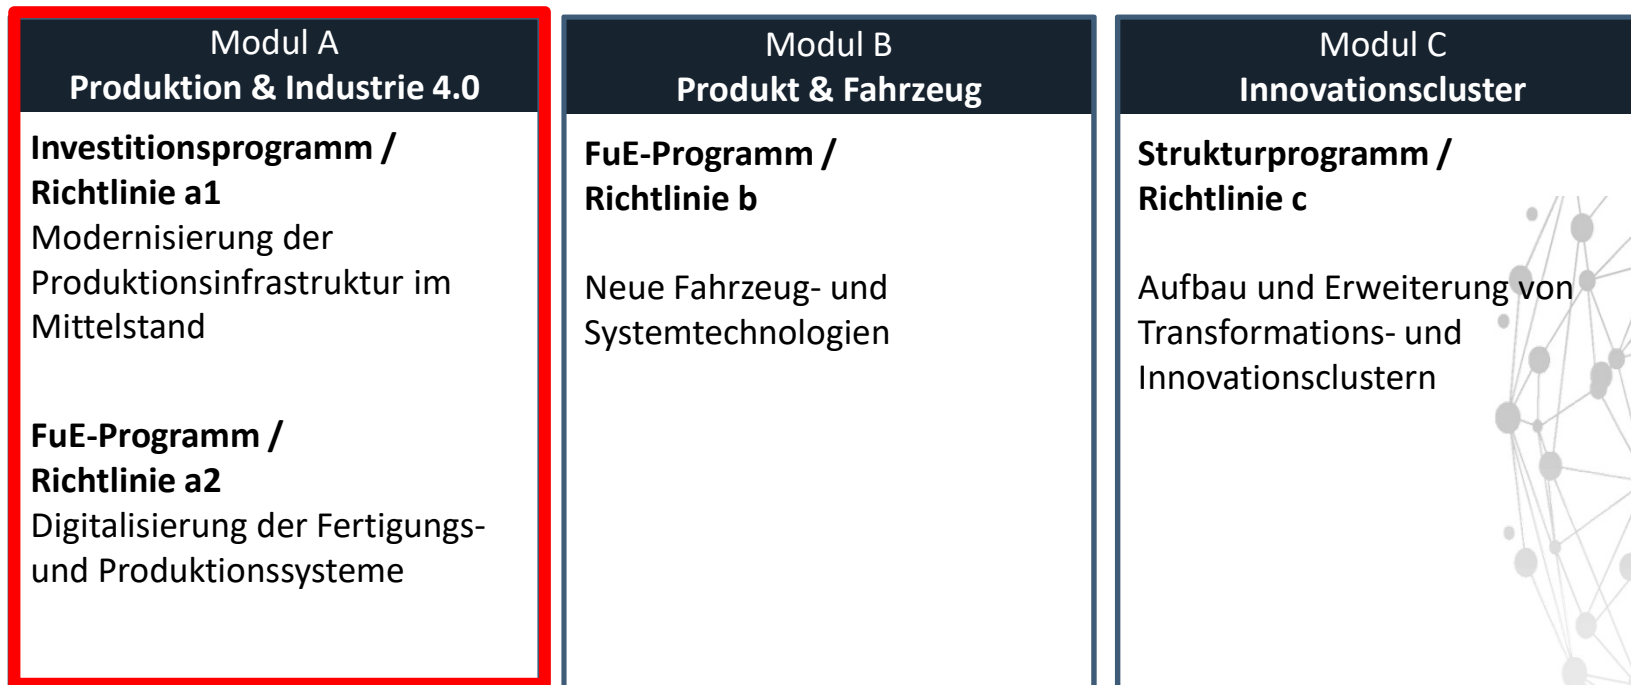 Modul A
Produktion & Industrie 4.0
Investitionsprogramm /
Richtlinie a1
Modernisierung der
Produktionsinfrastruktur im
Mittelstand
FuE-Programm /
Richtlinie a2
Digitalisierung der Fertigungs-
und Produktionssysteme
Modul B
Produkt & Fahrzeug
FuE-Programm /
Richtlinie b
Neue Fahrzeug- und
Systemtechnologien
Modul C
Innovationscluster
Strukturprogramm /
Richtlinie c
Aufbau und Erweiterung von
Transformations- und
Innovationsclustern